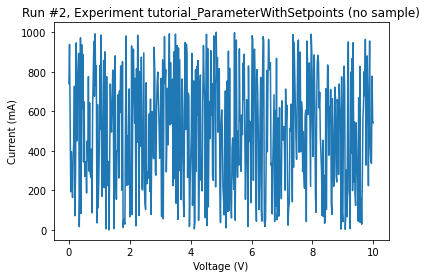 Run #2, Experiment tutorial_ParameterWithSetpoints (no sample)
1000
800
600
400
200
0
Current (mA)
0 2 4 6 8 10
Voltage (V)